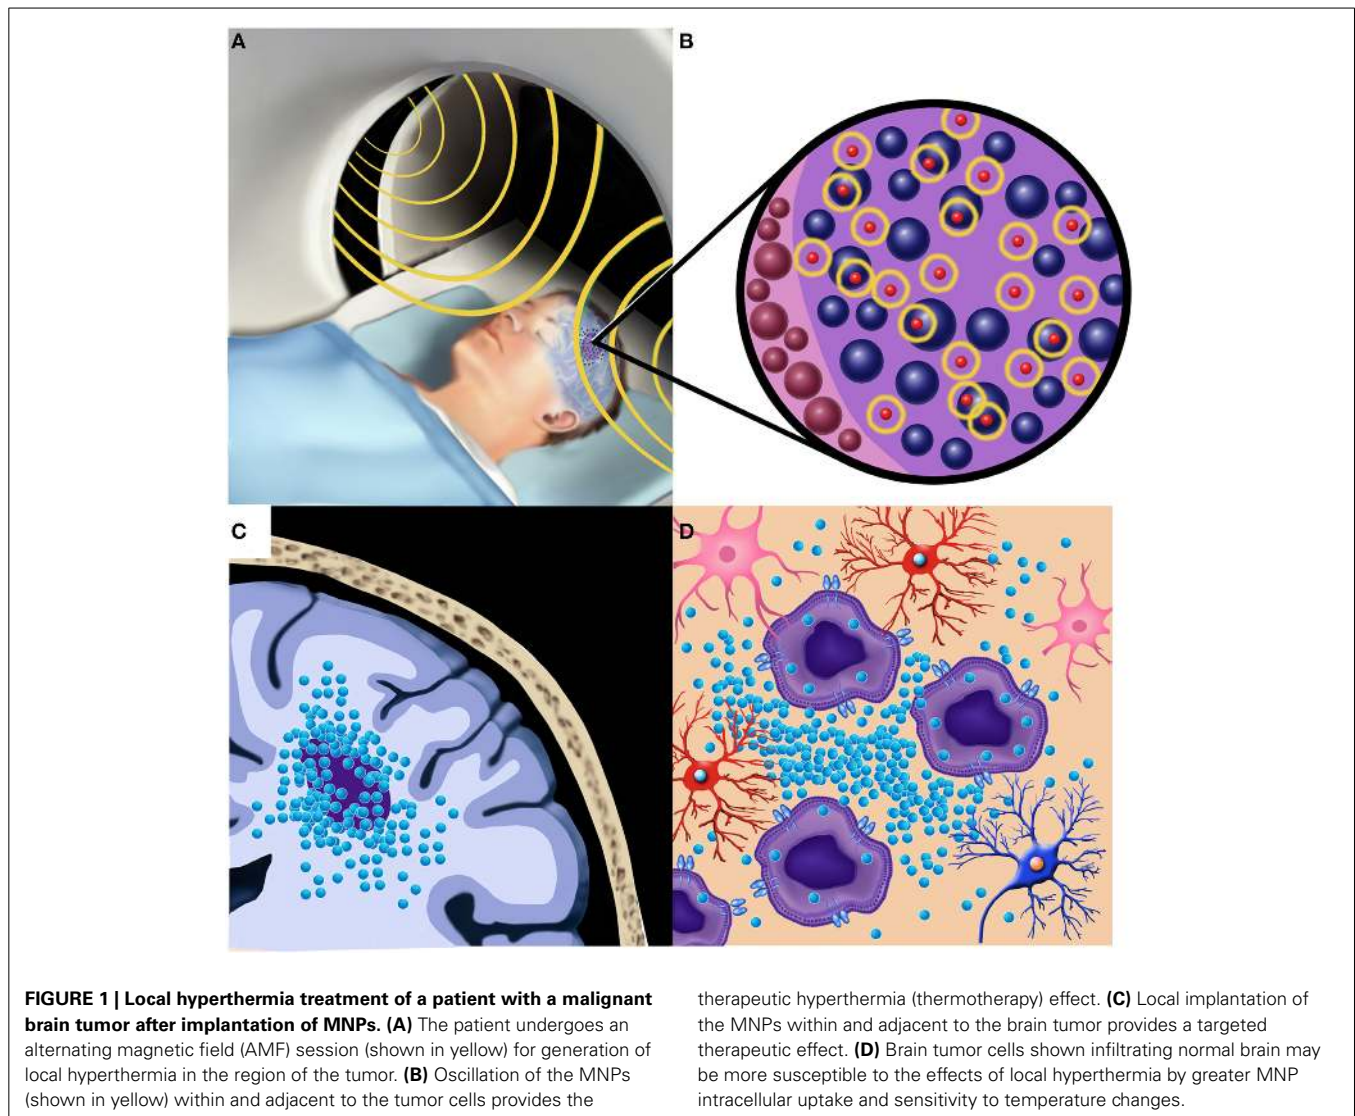 A
B
C
D
FIGURE 1 | Local hyperthermia treatment of a patient with a malignant
brain tumor after implantation of MNPs. (A) The patient undergoes an
alternating magnetic field (AMF) session (shown in yellow) for generation of
local hyperthermia in the region of the tumor. (B) Oscillation of the MNPs
(shown in yellow) within and adjacent to the tumor cells provides the
therapeutic hyperthermia (thermotherapy) effect. (C) Local implantation of
the MNPs within and adjacent to the brain tumor provides a targeted
therapeutic effect. (D) Brain tumor cells shown infiltrating normal brain may
be more susceptible to the effects of local hyperthermia by greater MNP
intracellular uptake and sensitivity to temperature changes.